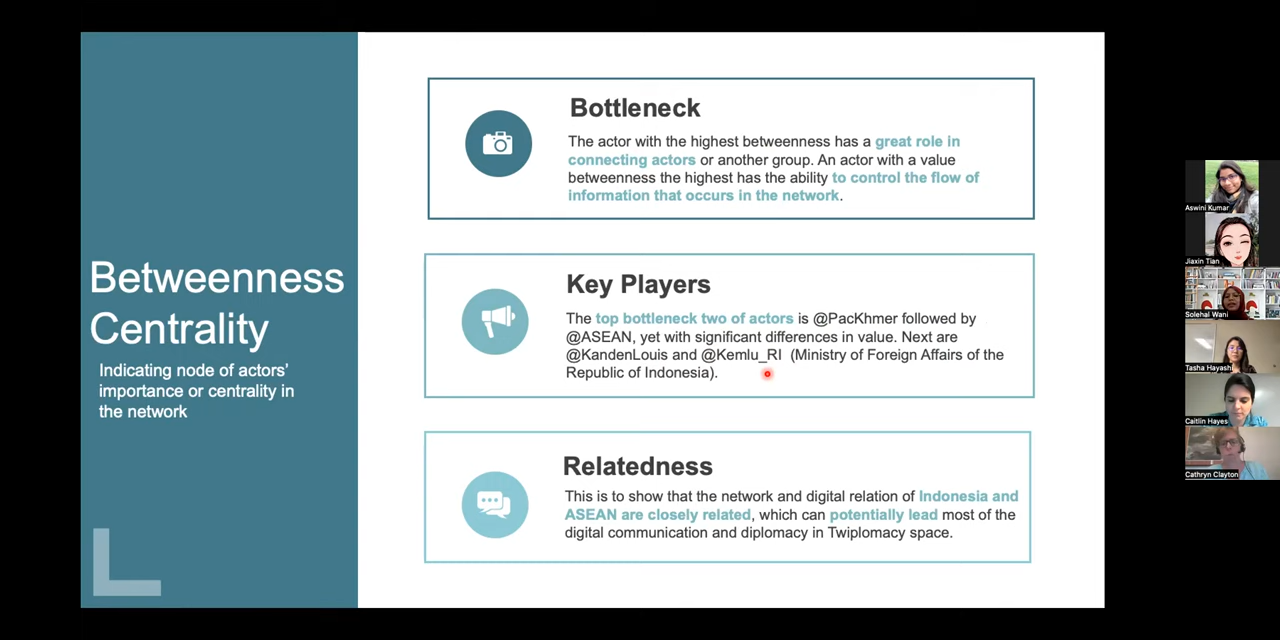 Betweenness
Centrality
Indicating node of actors'
importance or centrality in
the network
Bottleneck
The actor with the highest betweenness has a great role in
connecting actors or another group. An actor with a value
betweenness the highest has the ability to control the flow of
information that occurs in the network.
Key Players
The top bottleneck two of actors is @PacKhmer followed by
@ASEAN, yet with significant differences in value. Next are
@KandenLouis and @Kemlu_RI (Ministry of Foreign Affairs of the
Republic of Indonesia).
Relatedness
This is to show that the network and digital relation of Indonesia and
ASEAN are closely related, which can potentially lead most of the
digital communication and diplomacy in Twiplomacy space.
Aswini Kumar
Jiaxin Tian
Solehal Wani
Tasha Hayashi
Caitlin Hayes
Cathryn Clayton